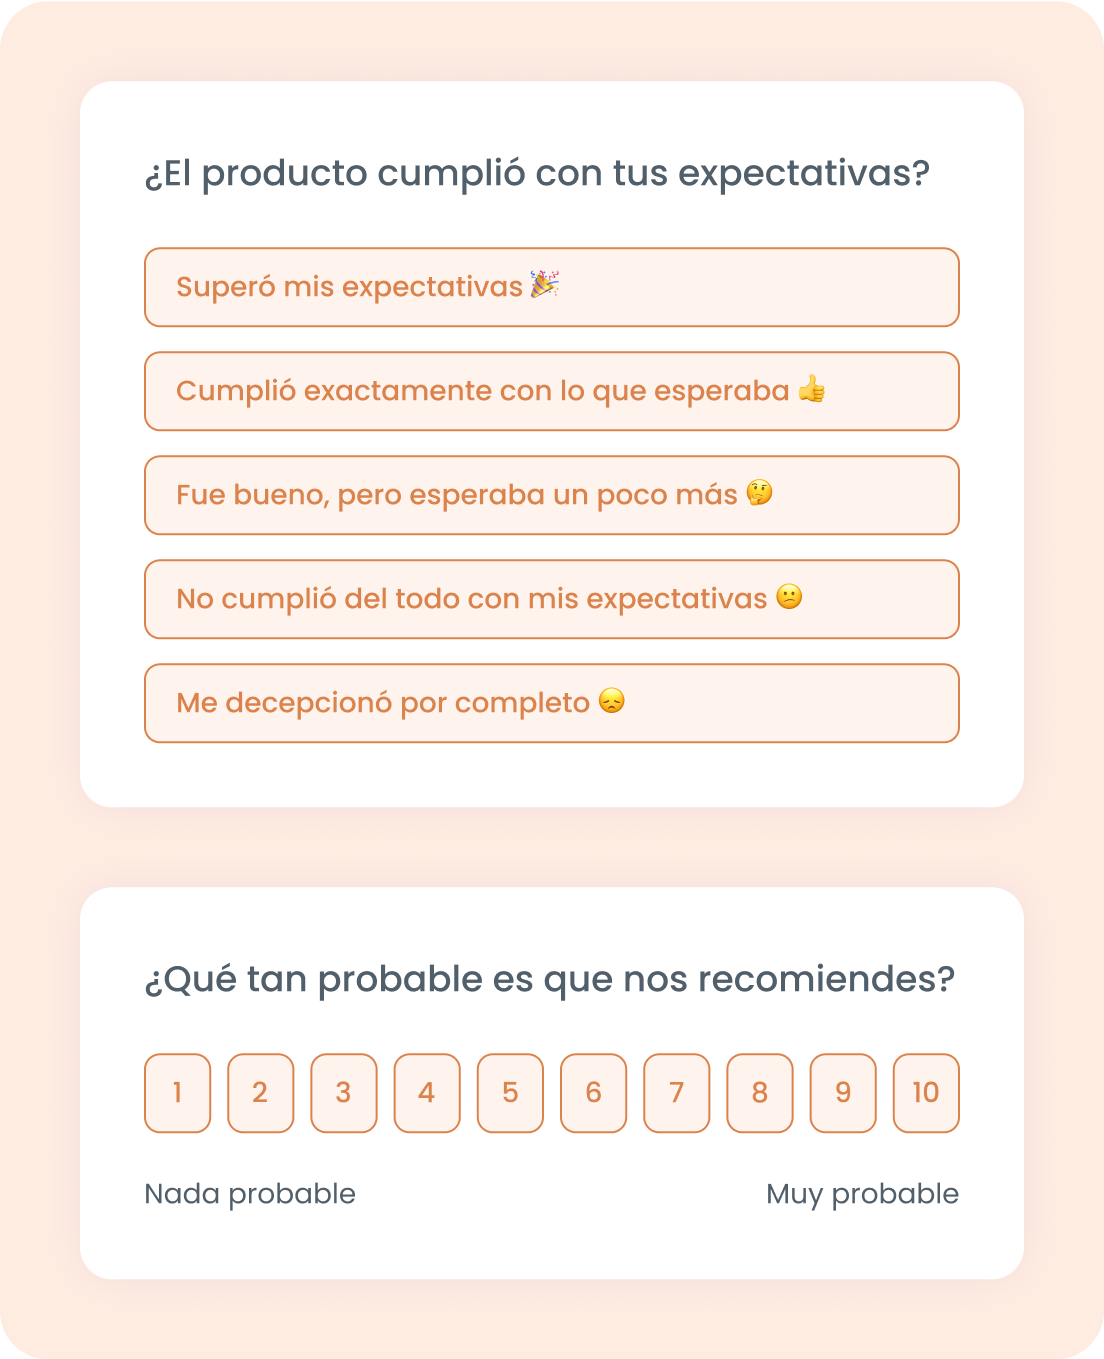 ¿El producto cumplió con tus expectativas?
Superó mis expectativas 🎉
Cumplió exactamente con lo que esperaba 👍
Fue bueno, pero esperaba un poco más 🤔
No cumplió del todo con mis expectativas 😕
Me decepcionó por completo 😞
¿Qué tan probable es que nos recomiendes?
1 2 3 4 5 6 7 8 9 10
Nada probable Muy probable